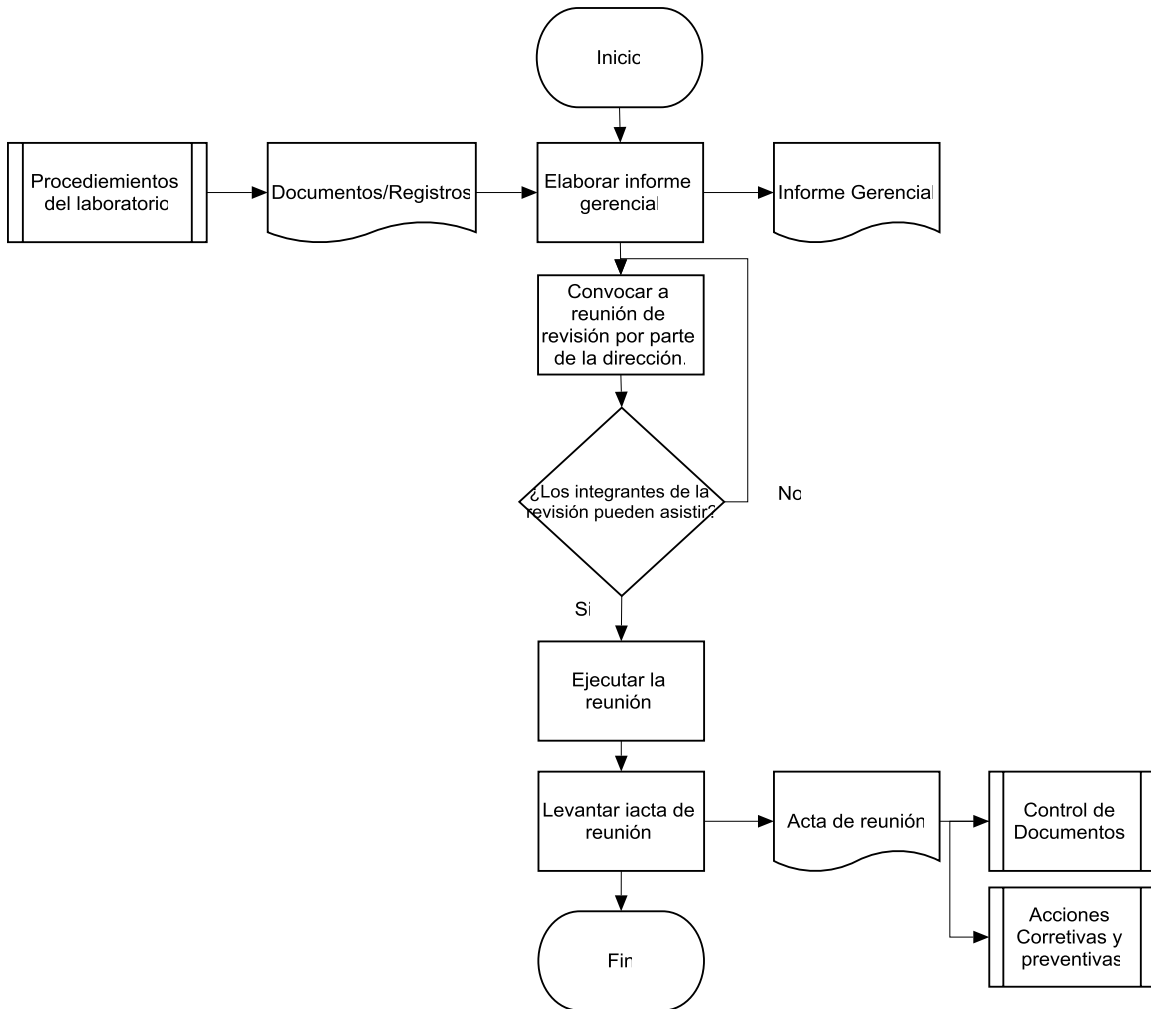 Inicio
Procediemientos
del laboratorio
Documentos/Registros
Elaborar informe
gerencial
Informe Gerencial
Convocar a
reunión de
revisión por parte
de la dirección.
¿Los integrantes de la
revisión pueden asistir?
No
Si
Ejecutar la
reunión
Levantar iacta de
reunión
Acta de reunión
Control de
Documentos
Acciones
Corretivas y
preventivas
Fin